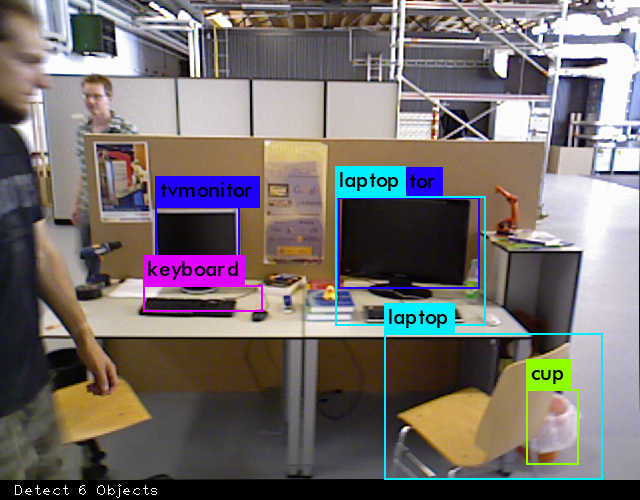 laptop tor
tvmonitor
keyboard
laptop
cup
Detect 6 Objects